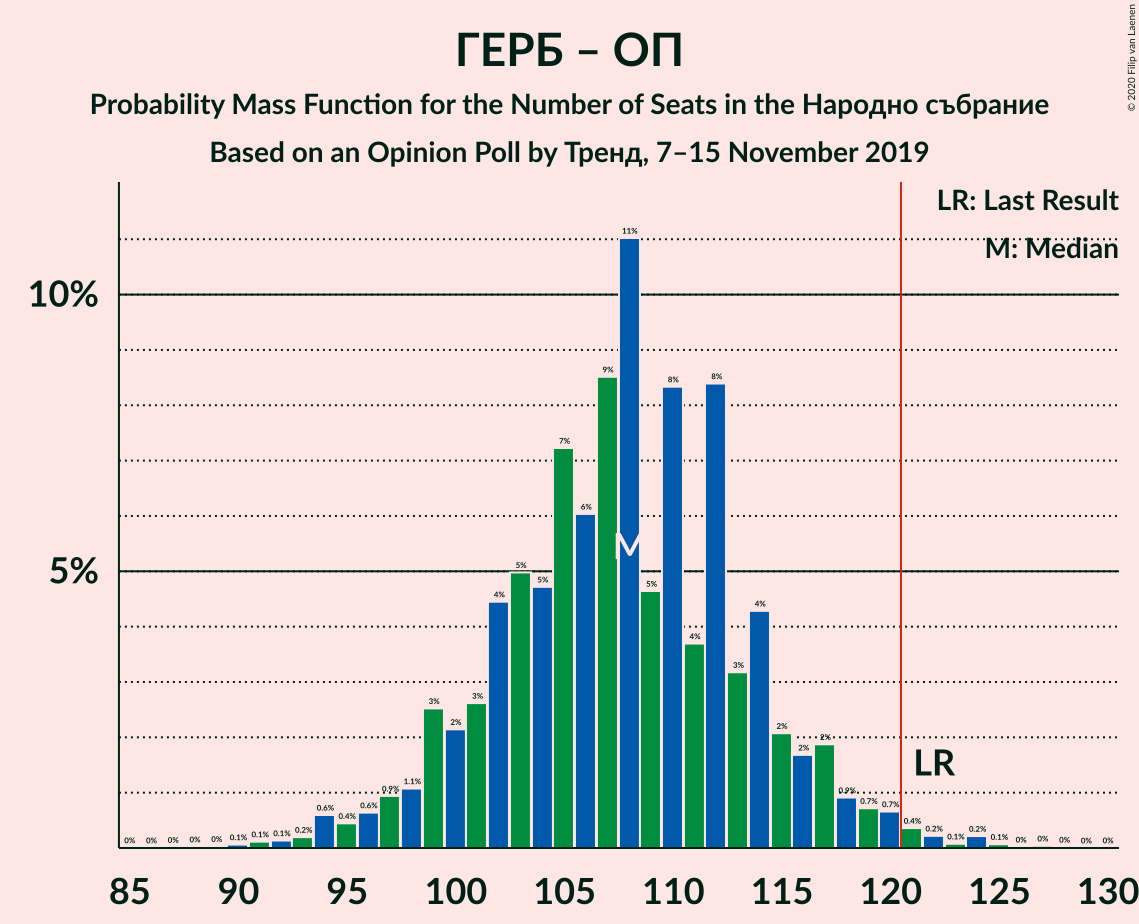 ГЕРБ – ОП
Probability Mass Function for the Number of Seats in the Народно събрание
Based on an Opinion Poll by Тренд, 7–15 November 2019
© 2020 Filip van Laenen
LR: Last Result
M: Median
10%
5%
0% 0% 0% 0% 0% 0.1% 0.1% 0.1% 0.2% 0.6% 0.4% 0.6% 0.9% 1.1% 3% 2% 3% 4% 5% 5% 7% 6% 9% 11% 5% 8% 4% 8% 3% 4% 2% 2% 2% 0.9% 0.7% 0.7% 0.4% 0.2% 0.1% 0.2% 0.1% 0% 0% 0% 0% 0%
M
LR
85 90 95 100 105 110 115 120 125 130